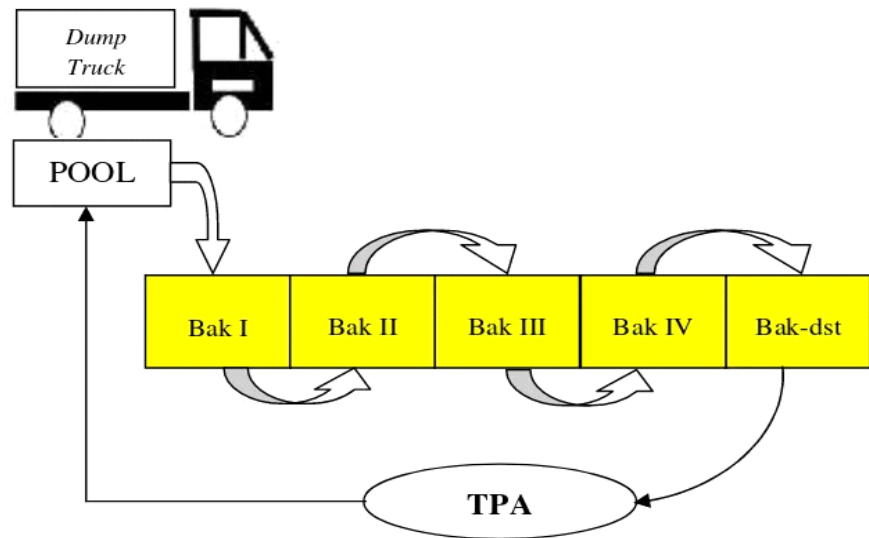 Dump
Truck
POOL
Bak I
Bak II
Bak III
Bak IV
Bak-dst
TPA